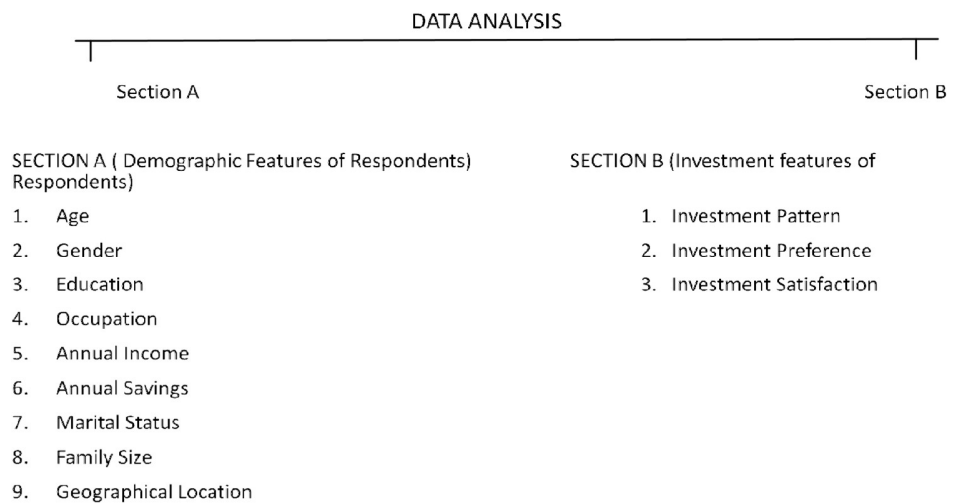 DATA ANALYSIS
Section A
Section B
SECTION A ( Demographic Features of Respondents)
SECTION B (Investment features of
Respondents)
1. Age
2. Gender
3. Education
4. Occupation
5. Annual Income
6. Annual Savings
7. Marital Status
8. Family Size
9. Geographical Location
1. Investment Pattern
2. Investment Preference
3. Investment Satisfaction